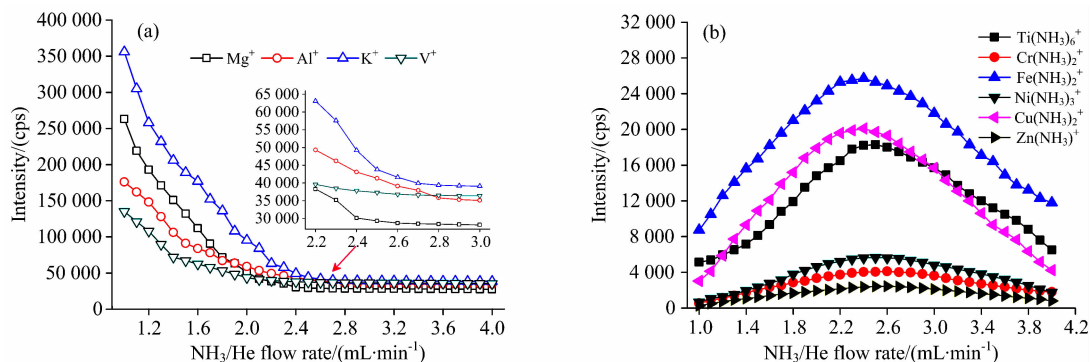 (a)
Mg⁺ Al⁺ K⁺ V⁺
Intensity/(cps)
400 000
350 000
300 000
250 000
200 000
150 000
100 000
50 000
0
1.2 1.6 2.0 2.4 2.8 3.2 3.6 4.0
NH₃/He flow rate/(mL·min⁻¹)
65 000
60 000
55 000
50 000
45 000
40 000
35 000
30 000
2.2 2.4 2.6 2.8 3.0
(b)
Ti(NH₃)₆⁺
Cr(NH₃)₂⁺
Fe(NH₃)₂⁺
Ni(NH₃)₃⁺
Cu(NH₃)₂⁺
Zn(NH₃)⁺
Intensity/(cps)
32 000
28 000
24 000
20 000
16 000
12 000
8 000
4 000
0
1.0 1.4 1.8 2.2 2.6 3.0 3.4 3.8 4.2
NH₃/He flow rate/(mL·min⁻¹)